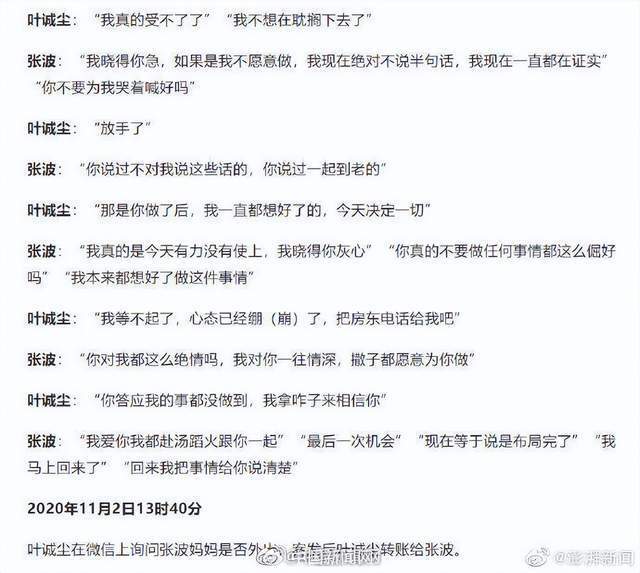 叶诚尘：“我真的受不了了”“我不想在耽搁下去了”
张波：“我晓得你急，如果是我不愿意做，我现在绝对不说半句话，我现在一直都在证实”
“你不要为我哭着喊好吗”
叶诚尘：“放手了”
张波：“你说过不对我说这些话的，你说过一起到老的”
叶诚尘：“那是你做了后，我一直都想好了的，今天决定一切”
张波：“我真的是今天有力没有使上，我晓得你灰心”“你真的不要做任何事情都这么倔好
吗”“我本来都想好了做这件事情”
叶诚尘：“我等不起了，心态已经绷（崩）了，把房东电话给我吧”
张波：“你对我都这么绝情吗，我对你一往情深，撒子都愿意为你做”
叶诚尘：“你答应我的事都没做到，我拿咋子来相信你”
张波：“我爱你我都赴汤蹈火跟你一起”“最后一次机会“”现在等于说是布局完了”“我
马上回来了”“回来我把事情给你说清楚”
2020年11月2日13时40分
叶诚尘在微信上询问张波妈妈是否外出。案发后叶诚尘转账给张波。
@中国新闻网
@澎湃新闻